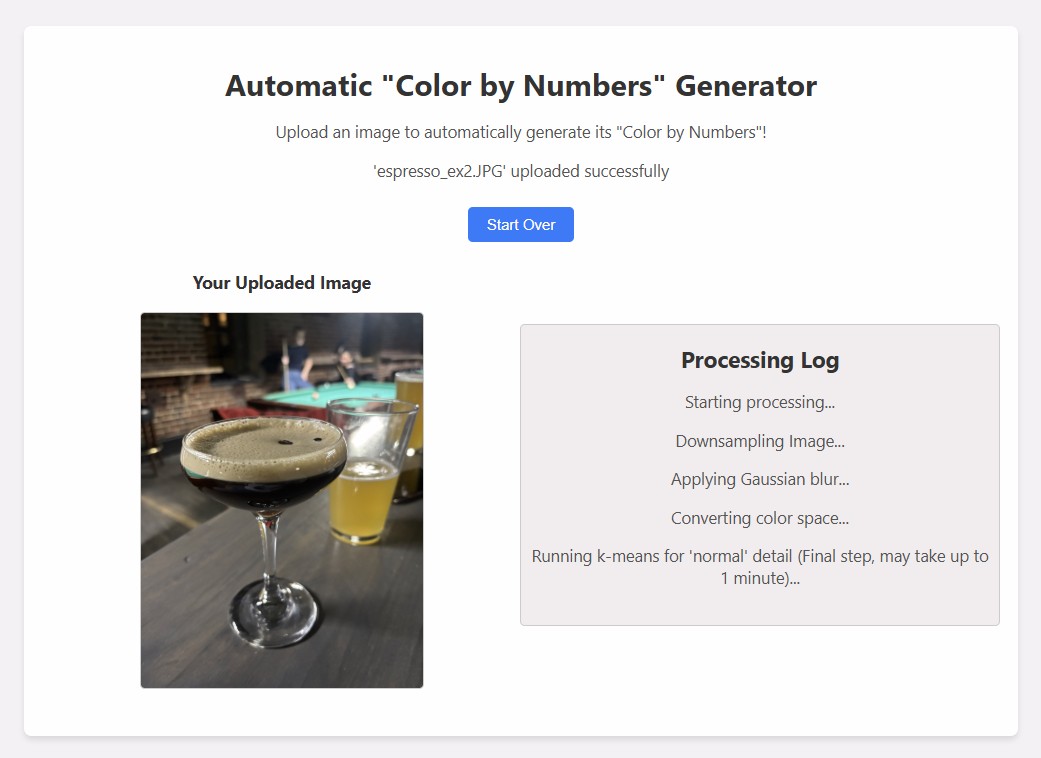 Automatic "Color by Numbers" Generator
Upload an image to automatically generate its "Color by Numbers"!
'espresso_ex2.JPG' uploaded successfully
Start Over
Your Uploaded Image
Processing Log
Starting processing...
Downsampling Image...
Applying Gaussian blur...
Converting color space...
Running k-means for 'normal' detail (Final step, may take up to
1 minute)...